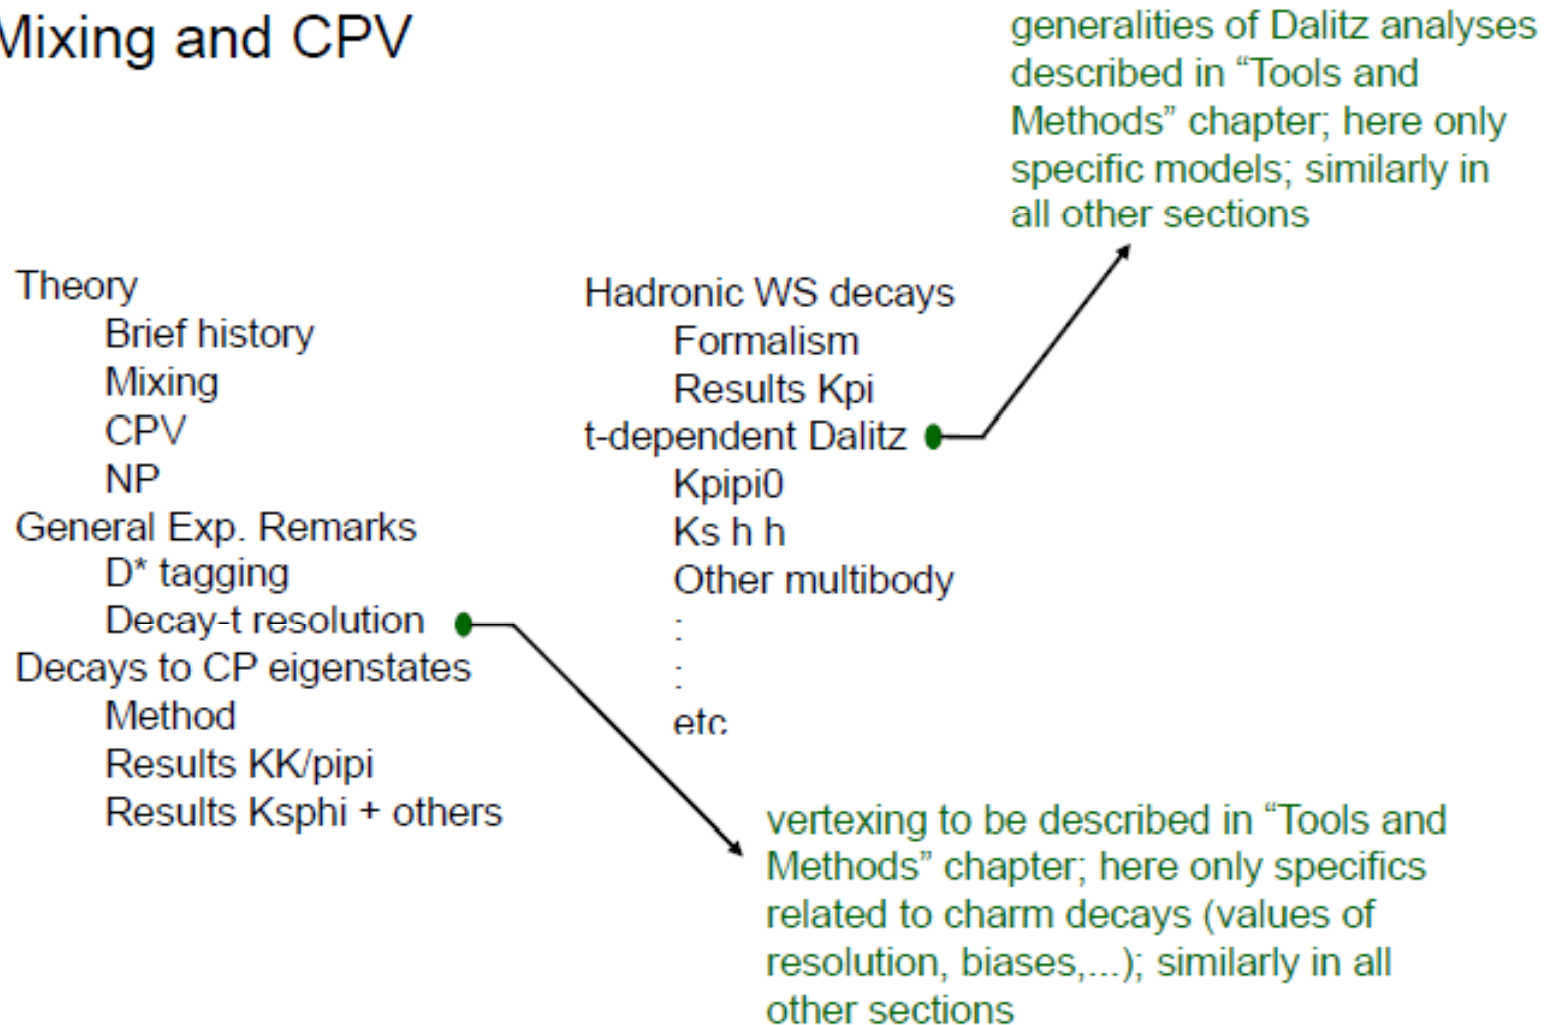 Mixing and CPV
generalities of Dalitz analyses
described in “Tools and
Methods” chapter; here only
specific models; similarly in
all other sections
Theory
Brief history
Mixing
CPV
NP
General Exp. Remarks
D* tagging
Decay-t resolution
Decays to CP eigenstates
Method
Results KK/pipi
Results Ksphi + others
Hadronic WS decays
Formalism
Results Kpi
t-dependent Dalitz
Kpipi0
Ks h h
Other multibody
:
:
etc
vertexing to be described in “Tools and
Methods” chapter; here only specifics
related to charm decays (values of
resolution, biases,...); similarly in all
other sections